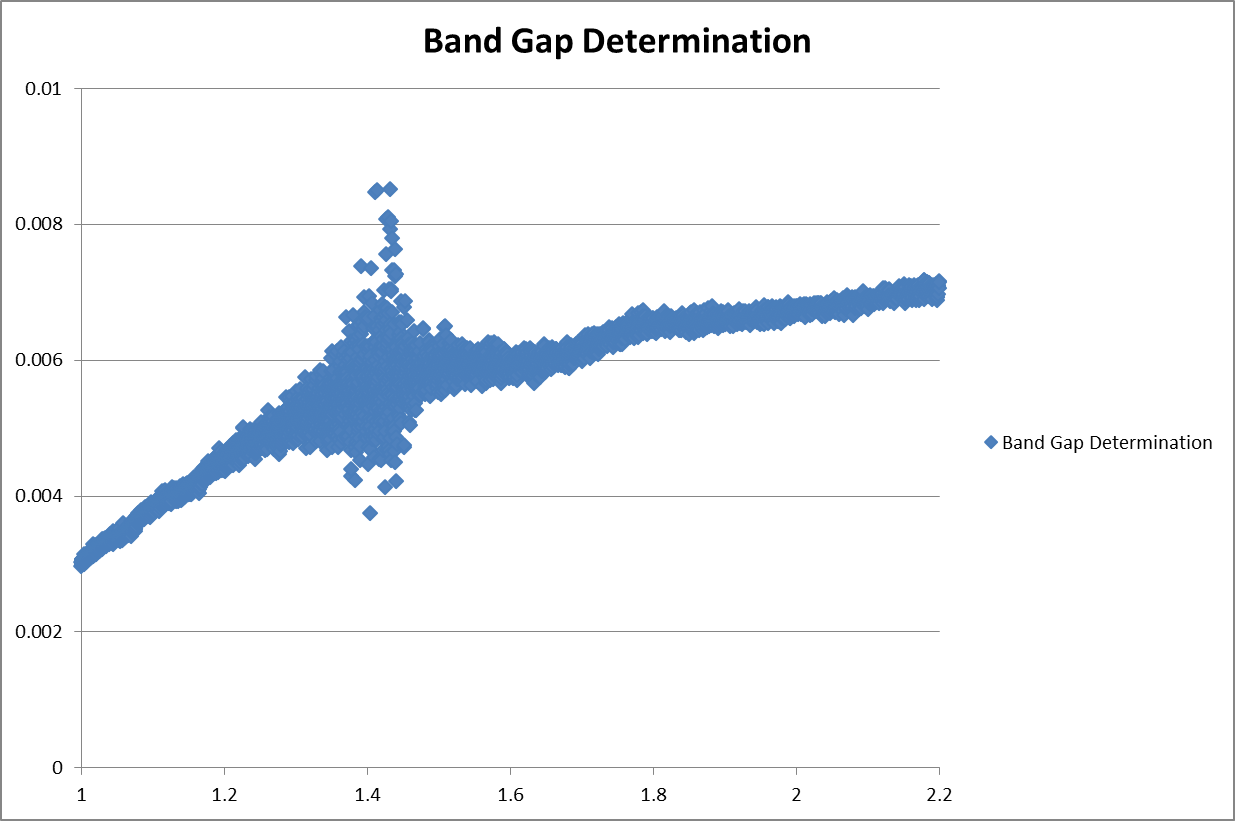 Band Gap Determination
0.01
0.008
0.006
0.004
0.002
0
1 1.2 1.4 1.6 1.8 2 2.2
Band Gap Determination